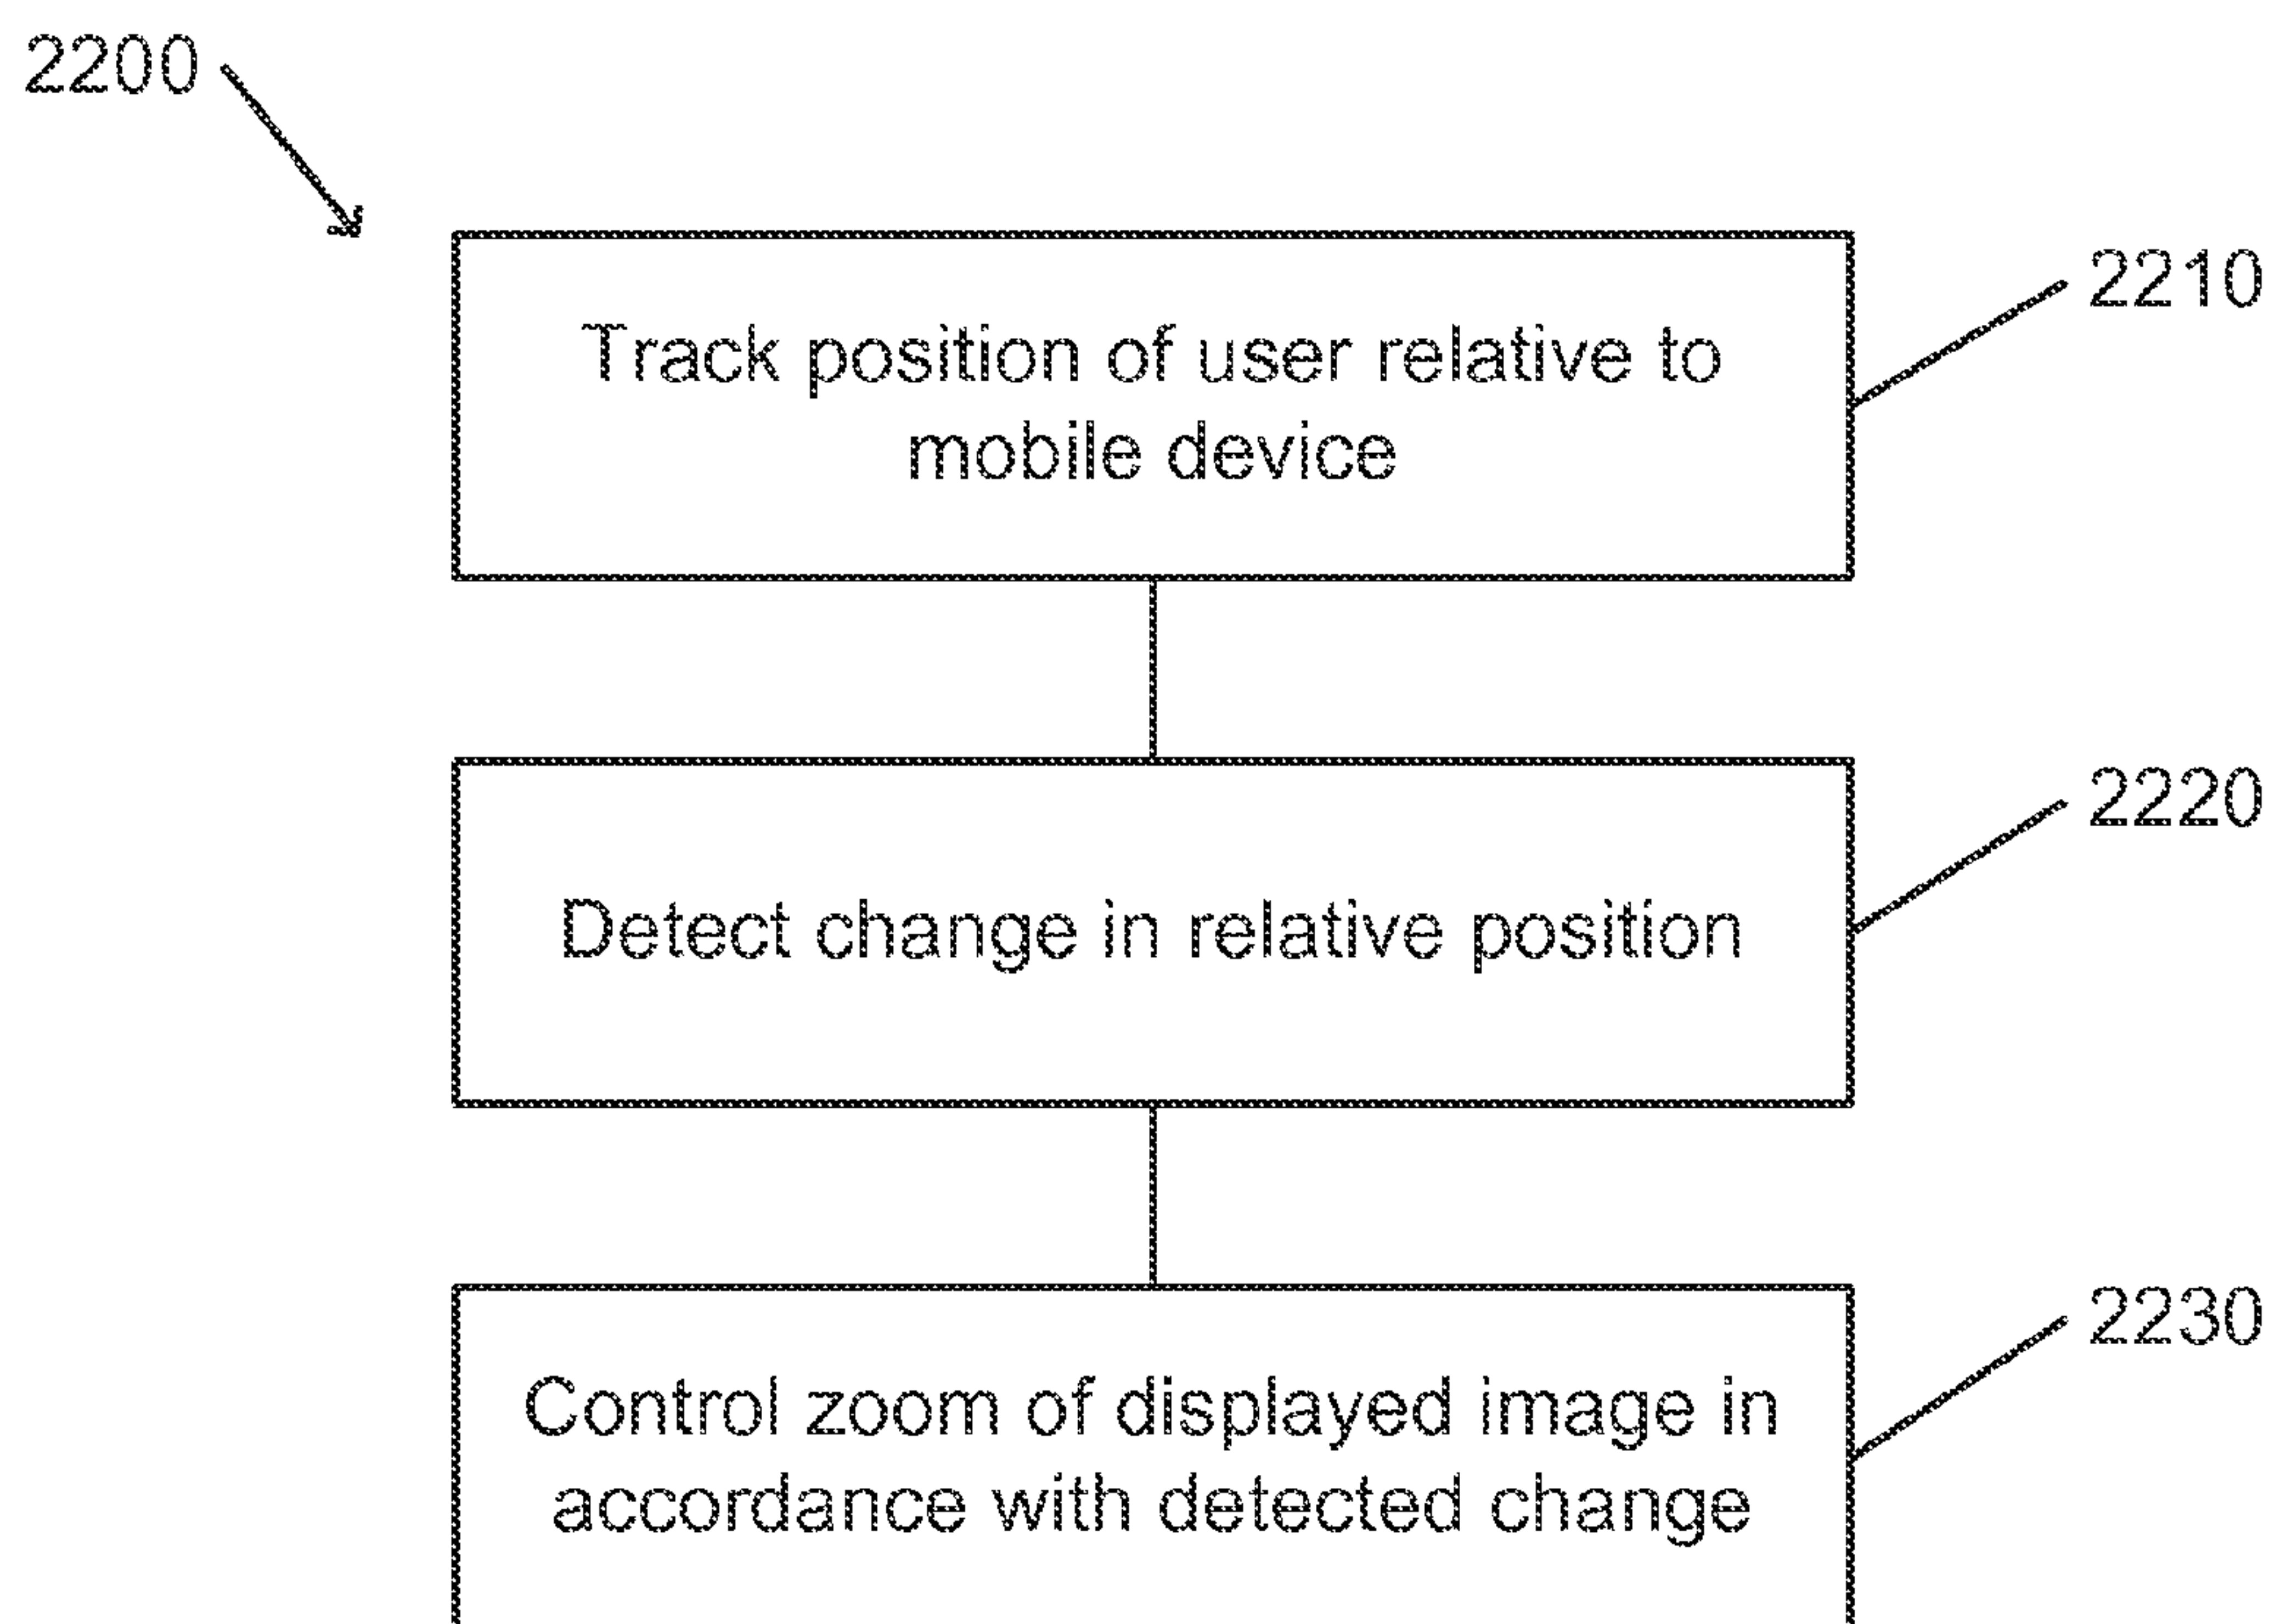 2200
2210
Track position of user relative to
mobile device
2220
Detect change in relative position
2230
Control zoom of displayed image in
accordance with detected change